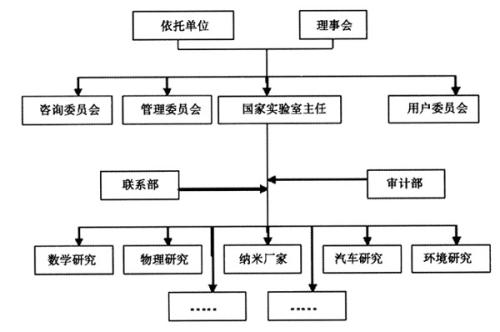 依托单位
理事会
咨询委员会
管理委员会
国家实验室主任
用户委员会
联系部
审计部
数学研究
物理研究
纳米厂家
汽车研究
环境研究
.....
.....